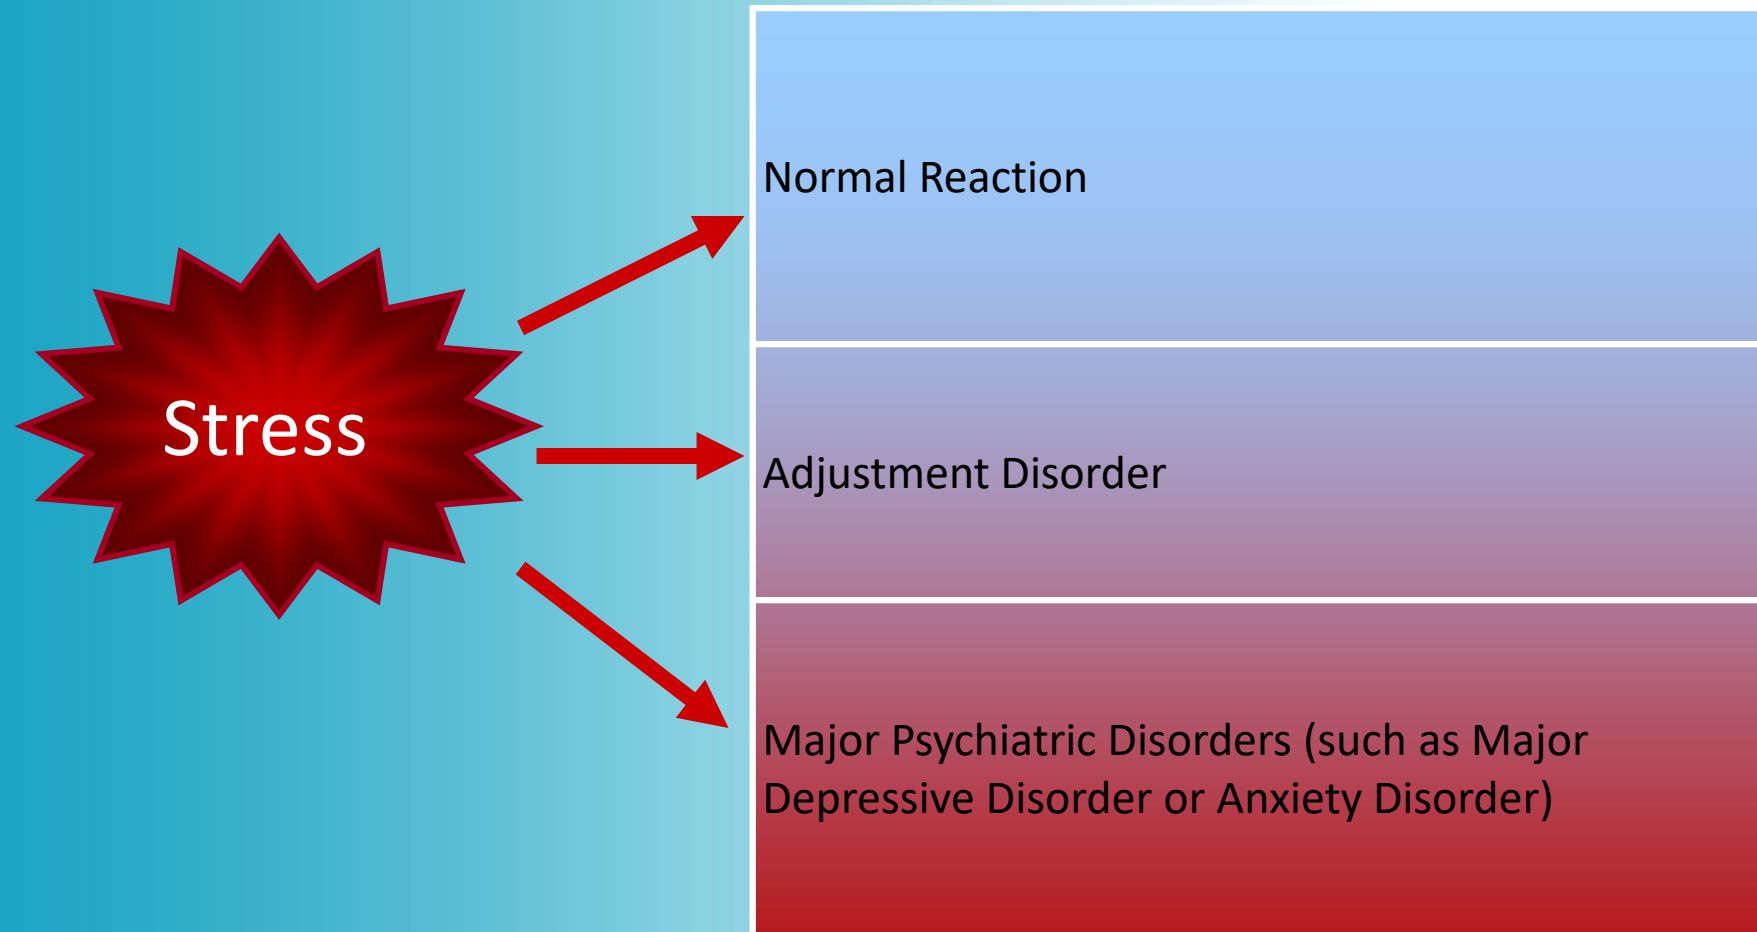 Stress
Normal Reaction
Adjustment Disorder
Major Psychiatric Disorders (such as Major
Depressive Disorder or Anxiety Disorder)